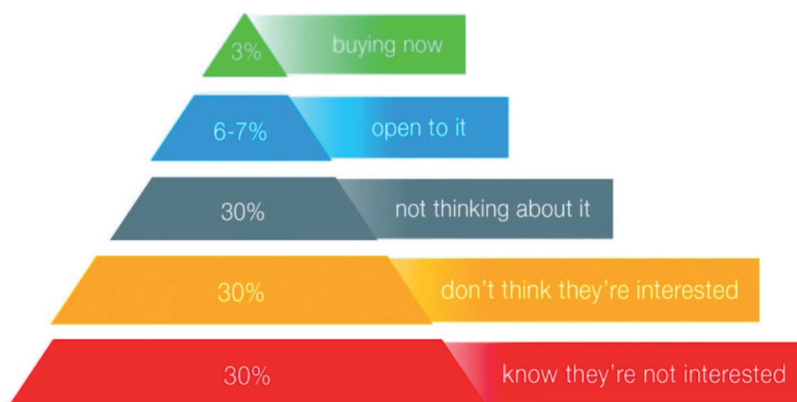 3% buying now
6-7% open to it
30% not thinking about it
30% don't think they're interested
30% know they're not interested